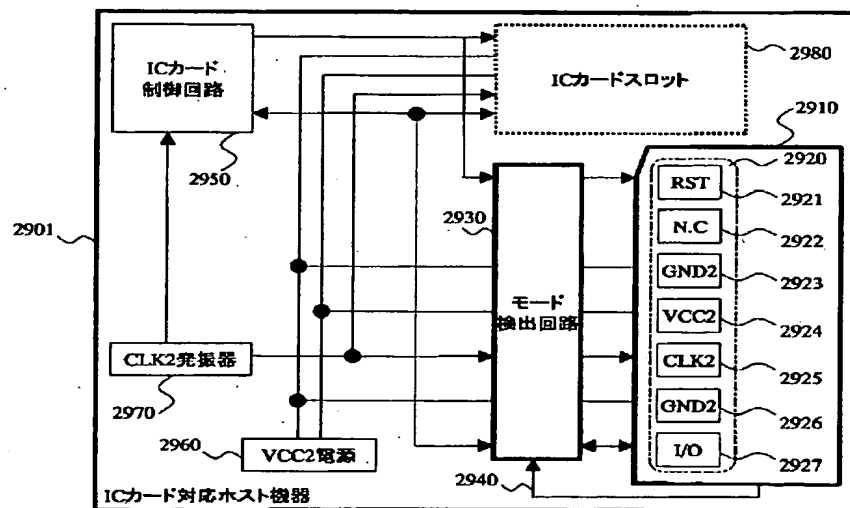 ICカード
制御回路
2950
ICカードスロット
2980
2910
2920
RST
2921
N.C
2922
GND2
2923
VCC2
2924
CLK2
2925
GND2
2926
I/O
2927
2930
モード
検出回路
2901
CLK2発振器
2970
2960
VCC2電源
2940
ICカード対応ホスト機器